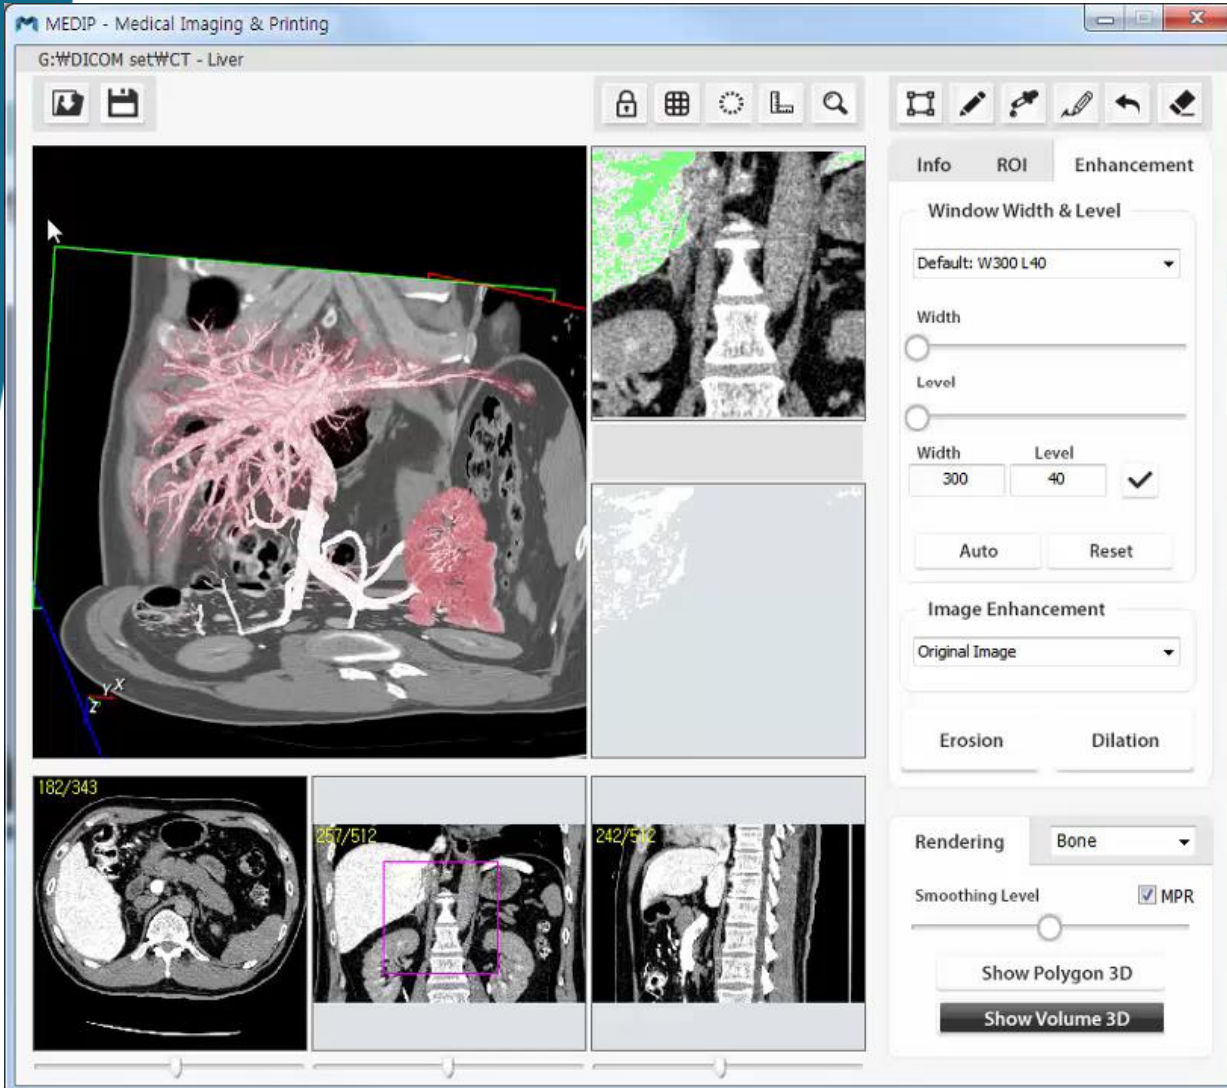 MEDIP - Medical Imaging & Printing
G:₩DICOM set₩CT - Liver
Info ROI Enhancement
Window Width & Level
Default: W300 L40
Width
Level
Width Level
300 40
Auto Reset
Image Enhancement
Original Image
Erosion Dilation
X
Y
Z
182/343
257/512
242/512
Rendering Bone
Smoothing Level MPR
Show Polygon 3D
Show Volume 3D